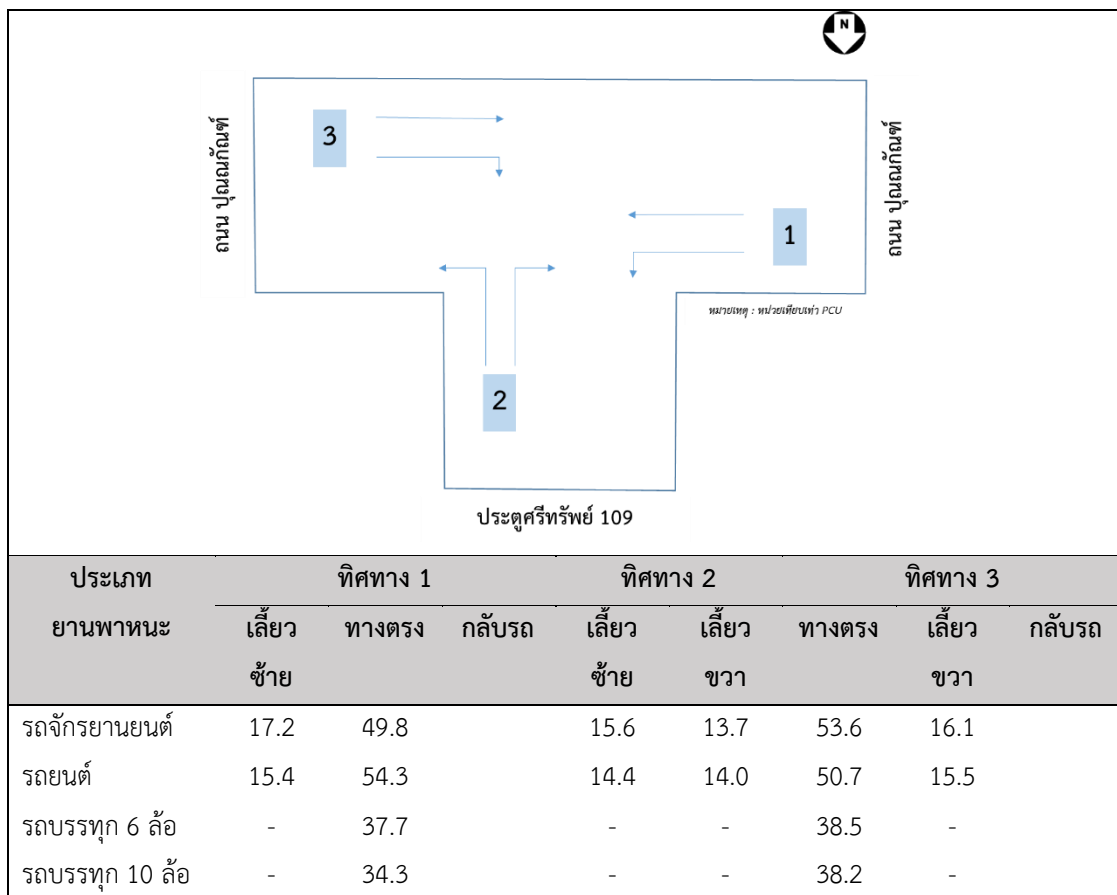 N
ถนน ปุณณกัณฑ์
3
ถนน ปุณณกัณฑ์
1
หมายเหตุ : หน่วยเทียบเท่า PCU
2
ประตูศรีทรัพย์ 109
ประเภท ทิศทาง 1 ทิศทาง 2 ทิศทาง 3
ยานพาหนะ เลี้ยว ทางตรง กลับรถ เลี้ยว เลี้ยว ทางตรง เลี้ยว กลับรถ
ซ้าย ซ้าย ขวา ขวา
รถจักรยานยนต์ 17.2 49.8 15.6 13.7 53.6 16.1
รถยนต์ 15.4 54.3 14.4 14.0 50.7 15.5
รถบรรทุก 6 ล้อ - 37.7 - - 38.5 -
รถบรรทุก 10 ล้อ - 34.3 - - 38.2 -